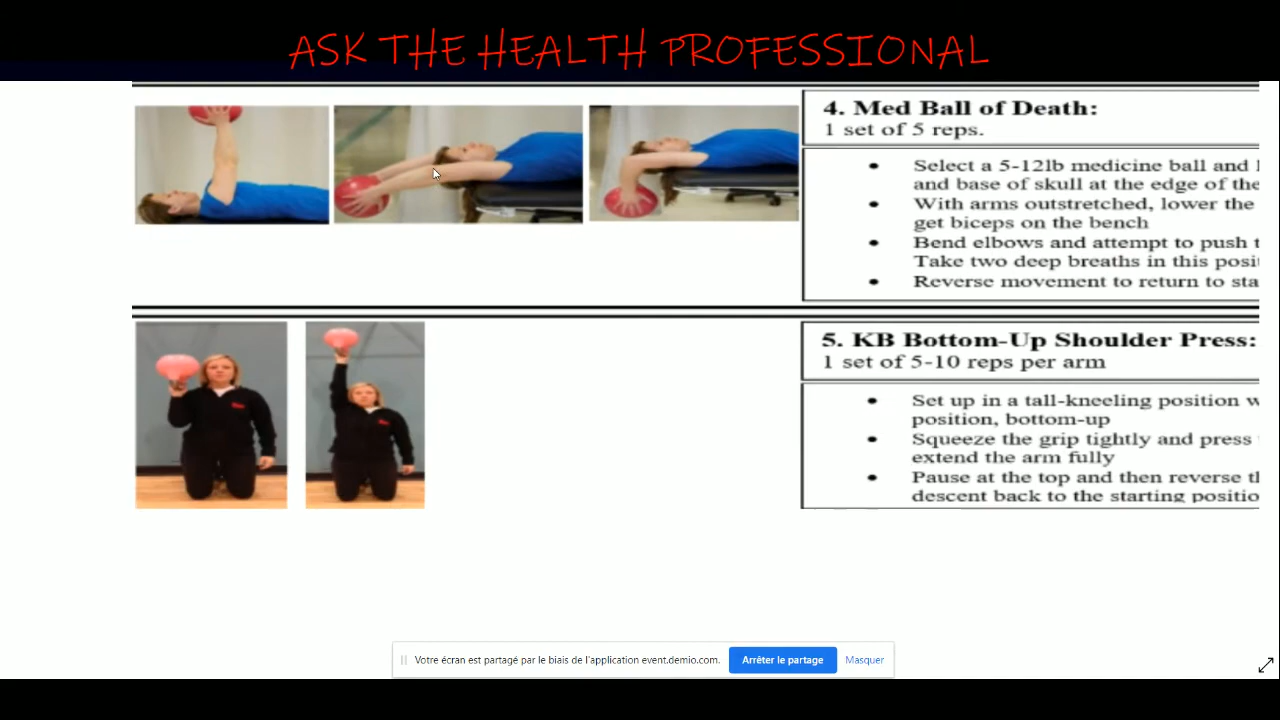 ASK THE HEALTH PROFESSIONAL
4. Med Ball of Death:
1 set of 5 reps.
• Select a 5-12lb medicine ball and
and base of skull at the edge of the
• With arms outstretched, lower the
get biceps on the bench
• Bend elbows and attempt to push
Take two deep breaths in this
• Reverse movement to return to
5. KB Bottom-Up Shoulder Press:
1 set of 5-10 reps per arm
• Set up in a tall-kneeling position
position, bottom-up
• Squeeze the grip tightly and press
extend the arm fully
• Pause at the top and then reverse
descent back to the starting
Votre écran est partagé par le biais de l'application event.demio.com.
Arrêter le partage
Masquer